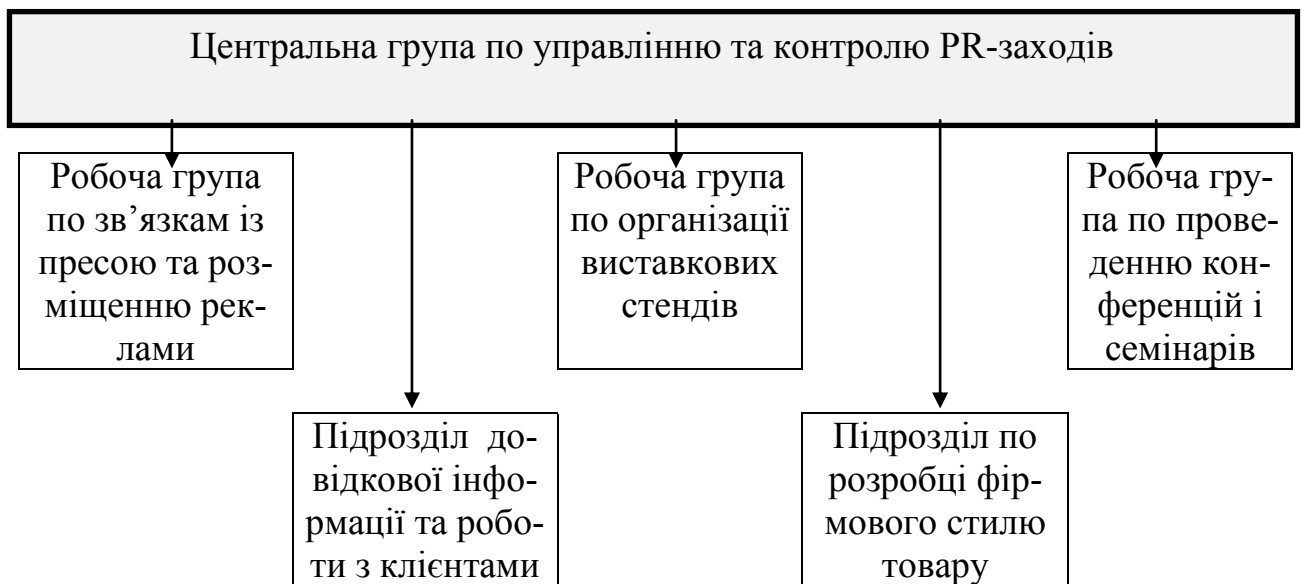 Центральна група по управлінню та контролю PR-заходів
Робоча група
по зв’язкам із
пресою та роз-
міщенню рек-
лами
Робоча група
по організації
виставкових
стендів
Робоча гру-
па по прове-
денню кон-
ференцій і
семінарів
Підрозділ до-
відкової інфо-
рмації та робо-
ти з клієнтами
Підрозділ по
розробці фір-
мового стилю
товару